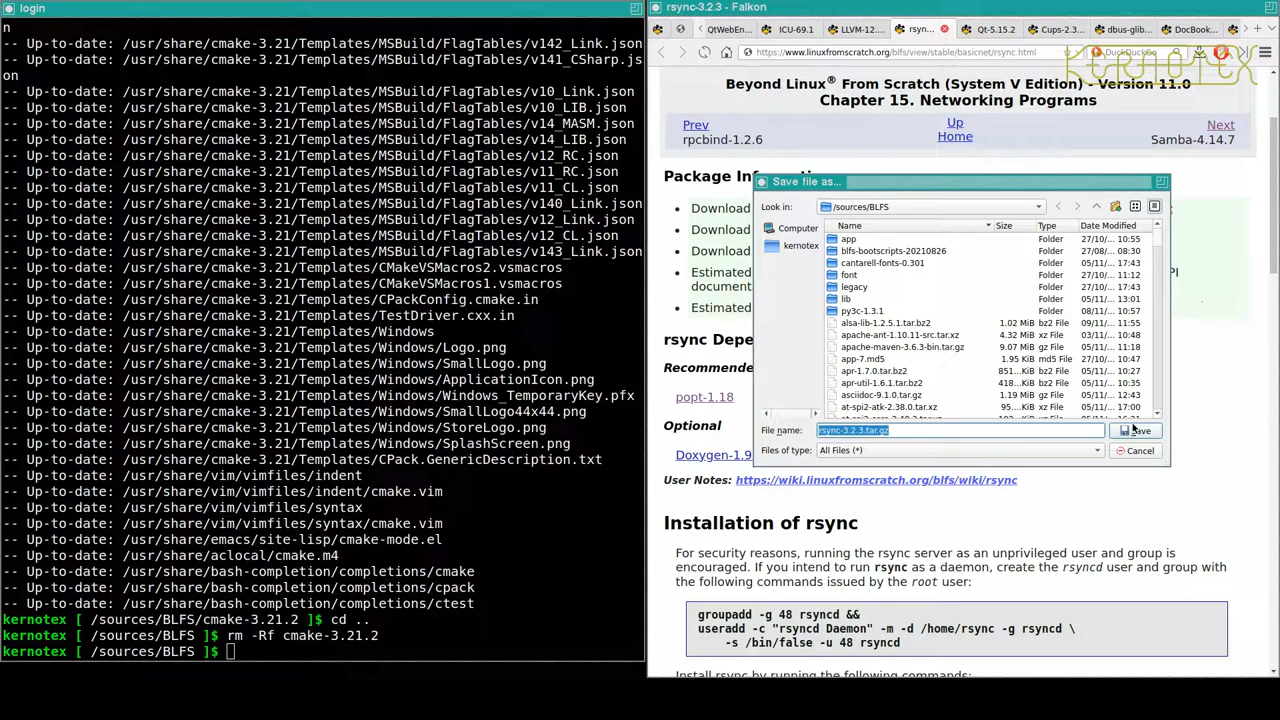 login
n
-- Up-to-date: /usr/share/cmake-3.21/Templates/MSBuild/FlagTables/v142_Link.json
-- Up-to-date: /usr/share/cmake-3.21/Templates/MSBuild/FlagTables/v141_CSharp.js
on
-- Up-to-date: /usr/share/cmake-3.21/Templates/MSBuild/FlagTables/v10_Link.json
-- Up-to-date: /usr/share/cmake-3.21/Templates/MSBuild/FlagTables/v10_LIB.json
-- Up-to-date: /usr/share/cmake-3.21/Templates/MSBuild/FlagTables/v14_MASM.json
-- Up-to-date: /usr/share/cmake-3.21/Templates/MSBuild/FlagTables/v14_LIB.json
-- Up-to-date: /usr/share/cmake-3.21/Templates/MSBuild/FlagTables/v12_RC.json
-- Up-to-date: /usr/share/cmake-3.21/Templates/MSBuild/FlagTables/v11_RC.json
-- Up-to-date: /usr/share/cmake-3.21/Templates/MSBuild/FlagTables/v11_CL.json
-- Up-to-date: /usr/share/cmake-3.21/Templates/MSBuild/FlagTables/v140_Link.json
-- Up-to-date: /usr/share/cmake-3.21/Templates/MSBuild/FlagTables/v12_Link.json
-- Up-to-date: /usr/share/cmake-3.21/Templates/MSBuild/FlagTables/v12_CL.json
-- Up-to-date: /usr/share/cmake-3.21/Templates/MSBuild/FlagTables/v143_Link.json
-- Up-to-date: /usr/share/cmake-3.21/Templates/CMakeVSMacros2.vsmacros
-- Up-to-date: /usr/share/cmake-3.21/Templates/CMakeVSMacros1.vsmacros
-- Up-to-date: /usr/share/cmake-3.21/Templates/CPackConfig.cmake.in
-- Up-to-date: /usr/share/cmake-3.21/Templates/TestDriver.cxx.in
-- Up-to-date: /usr/share/cmake-3.21/Templates/Windows
-- Up-to-date: /usr/share/cmake-3.21/Templates/Windows/Logo.png
-- Up-to-date: /usr/share/cmake-3.21/Templates/Windows/SmallLogo.png
-- Up-to-date: /usr/share/cmake-3.21/Templates/Windows/ApplicationIcon.png
-- Up-to-date: /usr/share/cmake-3.21/Templates/Windows/Windows_TemporaryKey.pfx
-- Up-to-date: /usr/share/cmake-3.21/Templates/Windows/SmallLogo44x44.png
-- Up-to-date: /usr/share/cmake-3.21/Templates/Windows/StoreLogo.png
-- Up-to-date: /usr/share/cmake-3.21/Templates/Windows/SplashScreen.png
-- Up-to-date: /usr/share/cmake-3.21/Templates/CPack.GenericDescription.txt
-- Up-to-date: /usr/share/vim/vimfiles/indent
-- Up-to-date: /usr/share/vim/vimfiles/indent/cmake.vim
-- Up-to-date: /usr/share/vim/vimfiles/syntax
-- Up-to-date: /usr/share/vim/vimfiles/syntax/cmake.vim
-- Up-to-date: /usr/share/emacs/site-lisp/cmake-mode.el
-- Up-to-date: /usr/share/aclocal/cmake.m4
-- Up-to-date: /usr/share/bash-completion/completions/cmake
-- Up-to-date: /usr/share/bash-completion/completions/cpack
-- Up-to-date: /usr/share/bash-completion/completions/ctest
kernotex [ /sources/BLFS/cmake-3.21.2 ]$ cd ..
kernotex [ /sources/BLFS ]$ rm -Rf cmake-3.21.2
kernotex [ /sources/BLFS ]$
rsync-3.2.3 - Falkon
QtWebEn... ICU-69.1 LLVM-12.... rsyn... Qt-5.15.2 Cups-2.3... dbus-glib... DocBook...
https://www.linuxfromscratch.org/blfs/view/stable/basicnet/rsync.html
DuckDuckGo
KERNOTEX
Beyond Linux® From Scratch (System V Edition) - Version 11.0
Chapter 15. Networking Programs
Prev Up Next
rpcbind-1.2.6 Home Samba-4.14.7
Package In
Download
Download
Download
Estimated
document
Estimated
rsync Depe
Recommende
popt-1.18
Optional
Doxygen-1.9
User Notes: https://wiki.linuxfromscratch.org/blfs/wiki/rsync
Installation of rsync
For security reasons, running the rsync server as an unprivileged user and group is
encouraged. If you intend to run rsync as a daemon, create the rsyncd user and group with
the following commands issued by the root user:
groupadd -g 48 rsyncd &&
useradd -c "rsyncd Daemon" -m -d /home/rsync -g rsyncd \
-s /bin/false -u 48 rsyncd
Install rsync by running the following commands:
Save file as...
Look in: /sources/BLFS
Computer
kernotex
Name Size Type Date Modified
app Folder 27/10/... 10:55
blfs-bootscripts-20210826 Folder 27/08/... 08:30
cantarell-fonts-0.301 Folder 05/11/... 17:43
font Folder 27/10/... 11:12
legacy Folder 27/10/... 17:43
lib Folder 05/11/... 13:01
py3c-1.3.1 Folder 08/11/... 10:57
alsa-lib-1.2.5.1.tar.bz2 1.02 MiB bz2 File 09/11/... 11:55
apache-ant-1.10.11-src.tar.xz 4.32 MiB xz File 03/11/... 10:48
apache-maven-3.6.3-bin.tar.gz 9.07 MiB gz File 05/11/... 11:18
app-7.md5 1.95 KiB md5 File 27/10/... 10:47
apr-1.7.0.tar.bz2 851...KiB bz2 File 05/11/... 10:27
apr-util-1.6.1.tar.bz2 418...KiB bz2 File 05/11/... 10:35
asciidoc-9.1.0.tar.gz 1.19 MiB gz File 05/11/... 12:43
at-spi2-atk-2.38.0.tar.xz 95....KiB xz File 05/11/... 17:00
File name: rsync-3.2.3.tar.gz Save
Files of type: All Files (*) Cancel